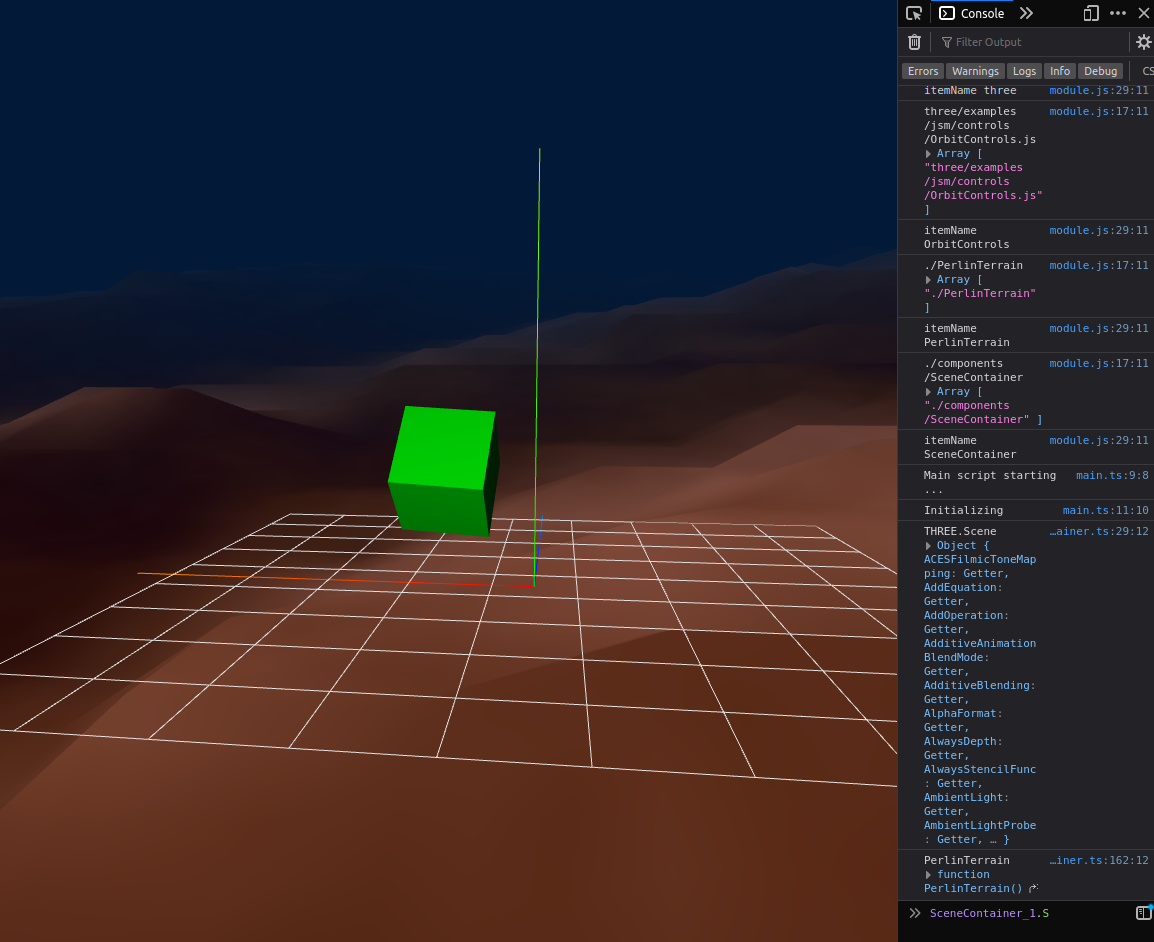 Console
Filter Output
Errors Warnings Logs Info Debug CS
itemName three module.js:29:11
three/examples module.js:17:11
/jsm/controls
/OrbitControls.js
Array [
"three/examples
/jsm/controls
/OrbitControls.js"
]
itemName module.js:29:11
OrbitControls
./PerlinTerrain module.js:17:11
Array [
"./PerlinTerrain"
]
itemName module.js:29:11
PerlinTerrain
./components module.js:17:11
/SceneContainer
Array [
"./components
/SceneContainer" ]
itemName module.js:29:11
SceneContainer
Main script starting main.ts:9:8
...
Initializing main.ts:11:10
THREE.Scene …ainer.ts:29:12
Object {
ACESFilmicToneMap
ping: Getter,
AddEquation:
Getter,
AddOperation:
Getter,
AdditiveAnimation
BlendMode:
Getter,
AdditiveBlending:
Getter,
AlphaFormat:
Getter,
AlwaysDepth:
Getter,
AlwaysStencilFunc
: Getter,
AmbientLight:
Getter,
AmbientLightProbe
: Getter, … }
PerlinTerrain …iner.ts:162:12
function
PerlinTerrain()
SceneContainer_1.S